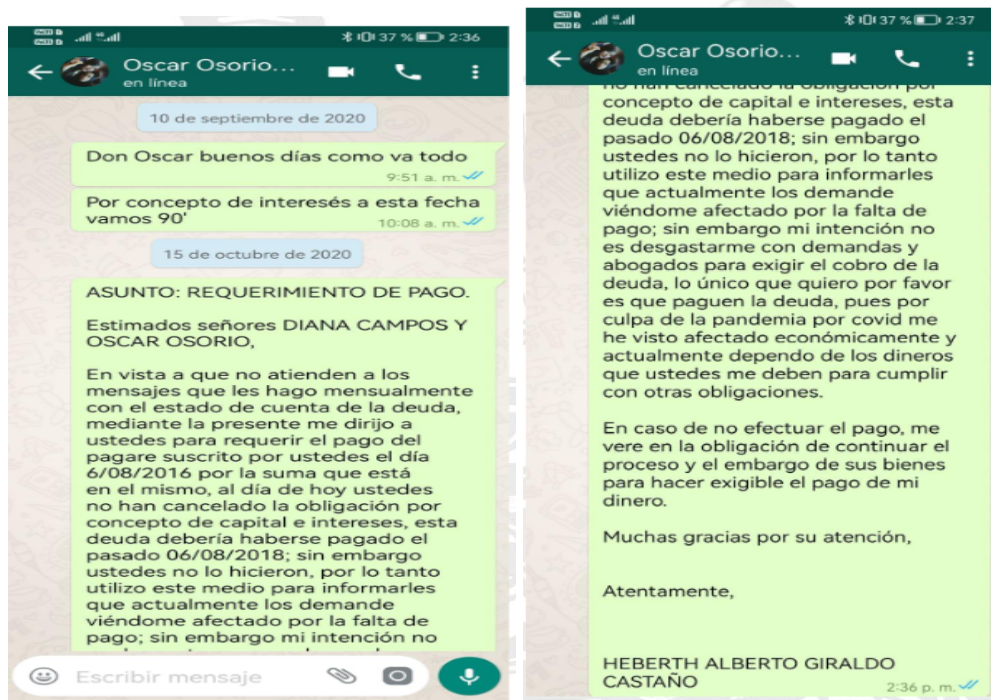 37 % 2:36
Oscar Osorio...
en línea
10 de septiembre de 2020
Don Oscar buenos días como va todo
9:51 a. m.
Por concepto de interesés a esta fecha
vamos 90'
10:08 a. m.
15 de octubre de 2020
ASUNTO: REQUERIMIENTO DE PAGO.
Estimados señores DIANA CAMPOS Y
OSCAR OSORIO,
En vista a que no atienden a los
mensajes que les hago mensualmente
con el estado de cuenta de la deuda,
mediante la presente me dirijo a
ustedes para requerir el pago del
pagare suscrito por ustedes el día
6/08/2016 por la suma que está
en el mismo, al día de hoy ustedes
no han cancelado la obligación por
concepto de capital e intereses, esta
deuda debería haberse pagado el
pasado 06/08/2018; sin embargo
ustedes no lo hicieron, por lo tanto
utilizo este medio para informarles
que actualmente los demande
viéndome afectado por la falta de
pago; sin embargo mi intención no
Escribir mensaje
37 % 2:37
Oscar Osorio...
en línea
no han cancelado la obligación por
concepto de capital e intereses, esta
deuda debería haberse pagado el
pasado 06/08/2018; sin embargo
ustedes no lo hicieron, por lo tanto
utilizo este medio para informarles
que actualmente los demande
viéndome afectado por la falta de
pago; sin embargo mi intención no
es desgastarme con demandas y
abogados para exigir el cobro de la
deuda, lo único que quiero por favor
es que paguen la deuda, pues por
culpa de la pandemia por covid me
he visto afectado económicamente y
actualmente dependo de los dineros
que ustedes me deben para cumplir
con otras obligaciones.
En caso de no efectuar el pago, me
vere en la obligación de continuar el
proceso y el embargo de sus bienes
para hacer exigible el pago de mi
dinero.
Muchas gracias por su atención,
Atentamente,
HEBERTH ALBERTO GIRALDO
CASTAÑO
2:36 p. m.